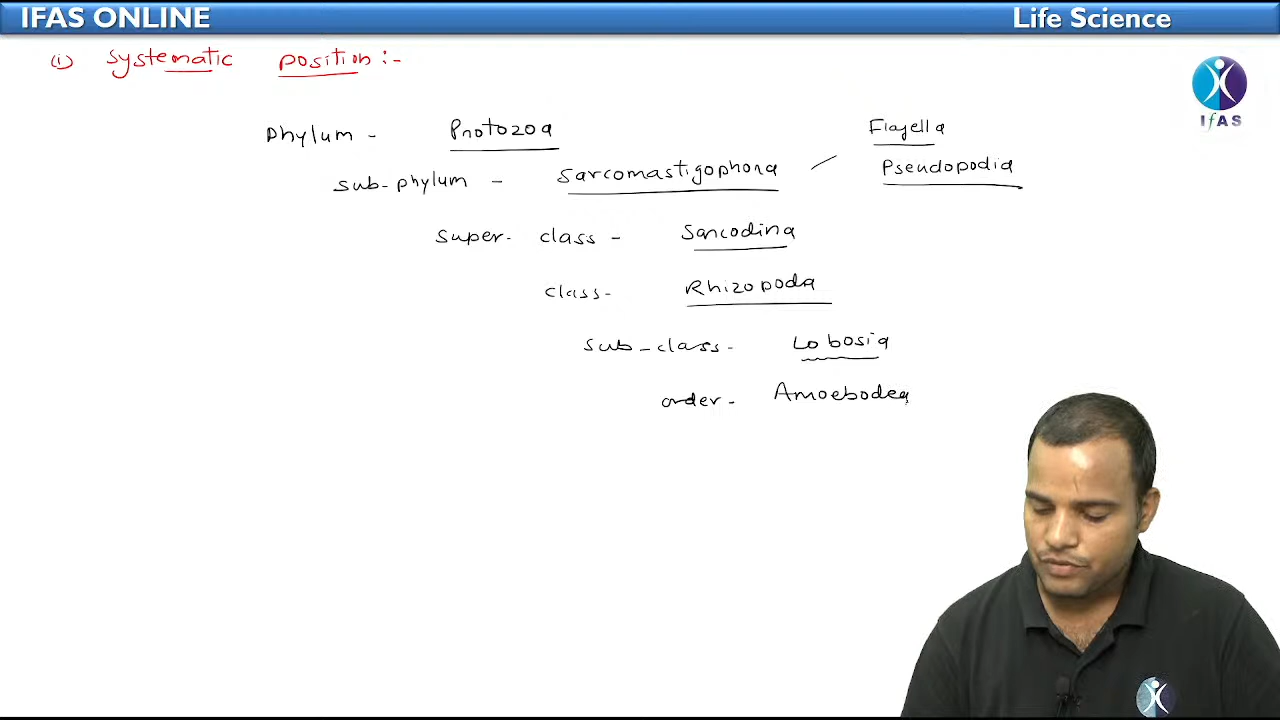 IFAS ONLINE Life Science
(i) Systematic position :-
IFAS
Phylum - Protozoa Flagella
Sub-phylum - Sarcomastigophora Pseudopodia
Super-class - Sarcodina
class- Rhizopoda
Sub-class- Lobosia
order- Amoebodea